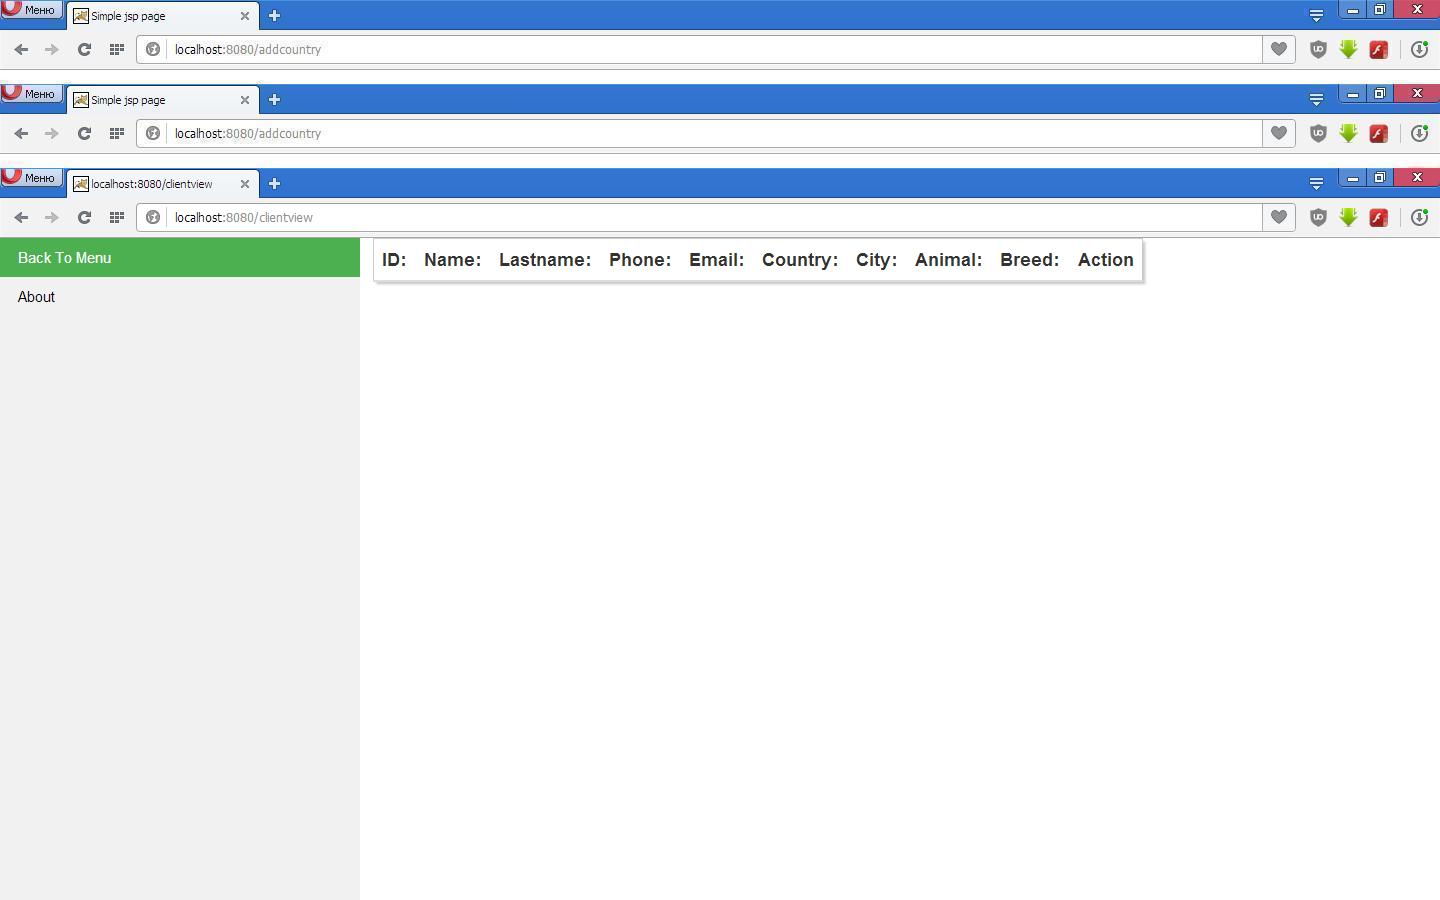 Меню Simple jsp page
localhost:8080/addcountry
Меню Simple jsp page
localhost:8080/addcountry
Меню localhost:8080/clientview
localhost:8080/clientview
Back To Menu
About
ID: Name: Lastname: Phone: Email: Country: City: Animal: Breed: Action